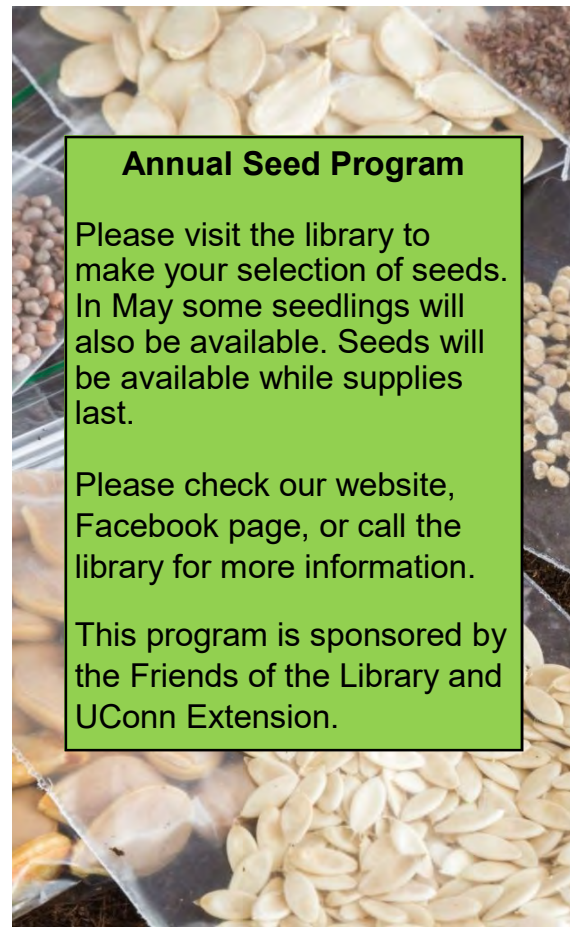 Annual Seed Program
Please visit the library to
make your selection of seeds.
In May some seedlings will
also be available. Seeds will
be available while supplies
last.
Please check our website,
Facebook page, or call the
library for more information.
This program is sponsored by
the Friends of the Library and
UConn Extension.